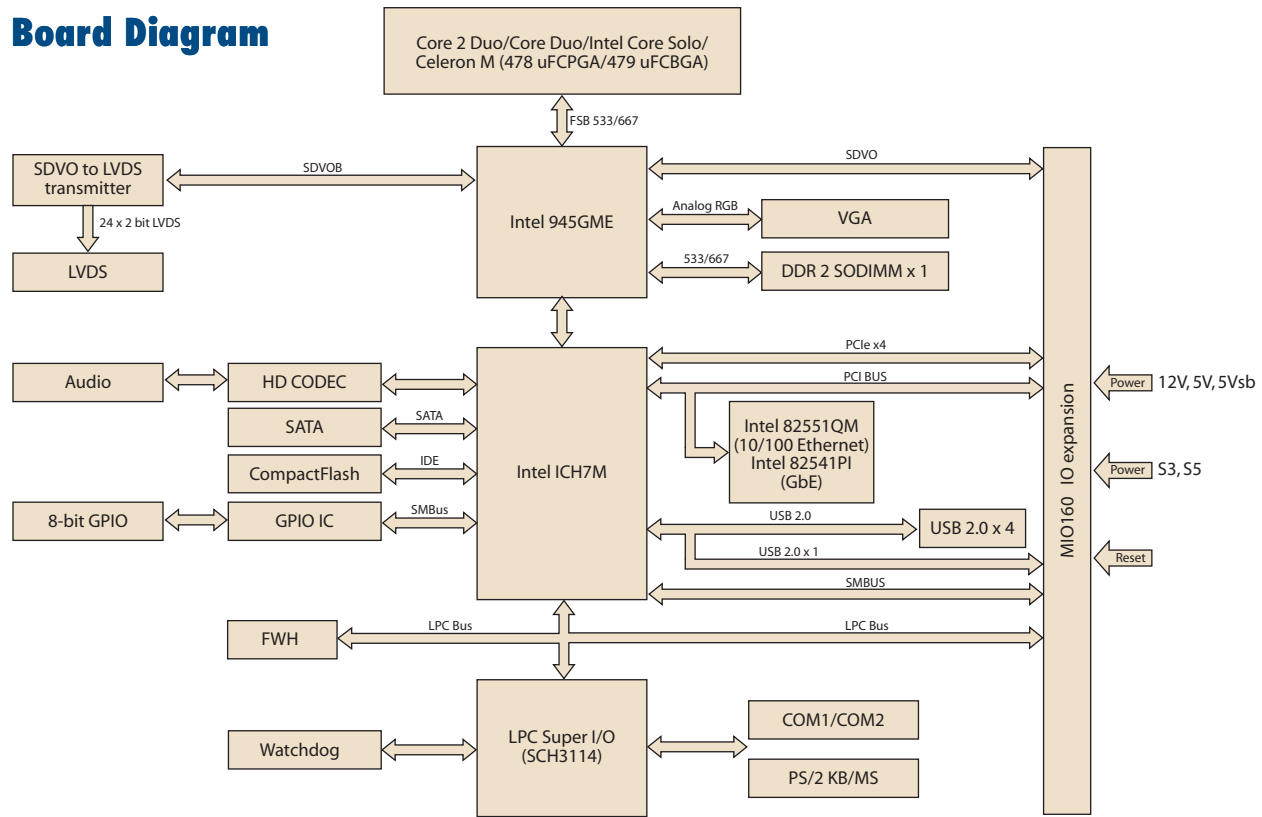 Board Diagram
Core 2 Duo/Core Duo/Intel Core Solo/
Celeron M (478 uFCPGA/479 uFCBGA)
FSB 533/667
SDVO to LVDS
transmitter
SDVOB
24 x 2 bit LVDS
LVDS
Intel 945GME
SDVO
Analog RGB
VGA
533/667
DDR 2 SODIMM x 1
Audio
HD CODEC
SATA
SATA
CompactFlash
IDE
8-bit GPIO
GPIO IC
SMBus
Intel ICH7M
PCIe x4
PCI BUS
Intel 82551QM
(10/100 Ethernet)
Intel 82541PI
(GbE)
USB 2.0
USB 2.0 x 4
USB 2.0 x 1
SMBUS
MIO160 IO expansion
Power
12V, 5V, 5Vsb
Power
S3, S5
Reset
FWH
LPC Bus
LPC Bus
Watchdog
LPC Super I/O
(SCH3114)
COM1/COM2
PS/2 KB/MS